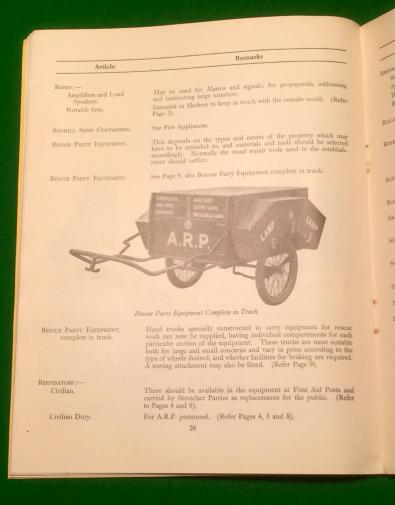 Article
Remarks
RADIO :—
Amplifiers and Loud Speakers.
May be used for Alarms and signals, for propaganda, addressing
and instructing large numbers.
Portable Sets.
Essential in Shelters to keep in touch with the outside world. (Refer
Page 3).
REDHILL SAND CONTAINERS.
See Fire Appliances.
REPAIR PARTY EQUIPMENT.
This depends on the types and extent of the property which may
have to be attended to, and materials and tools should be selected
accordingly. Normally the usual repair tools used in the establish-
ment should suffice.
RESCUE PARTY EQUIPMENT.
See Page 9, also Rescue Party Equipment complete in truck.
A.R.P.
LAMP
LAMP
Rescue Party Equipment Complete in Truck
RESCUE PARTY EQUIPMENT,
complete in truck.
Hand trucks specially constructed to carry equipment for rescue
work can now be supplied, having individual compartments for each
particular section of the equipment. These trucks are most suitable
both for large and small concerns and vary in price according to the
type of wheels desired, and whether facilities for braking are required.
A towing attachment may also be fitted. (Refer Page 9).
RESPIRATORS :—
Civilian.
These should be available in the equipment at First Aid Posts and
carried by Stretcher Parties as replacements for the public. (Refer
to Pages 4 and 8).
Civilian Duty.
For A.R.P. personnel. (Refer Pages 4, 5 and 8).
26